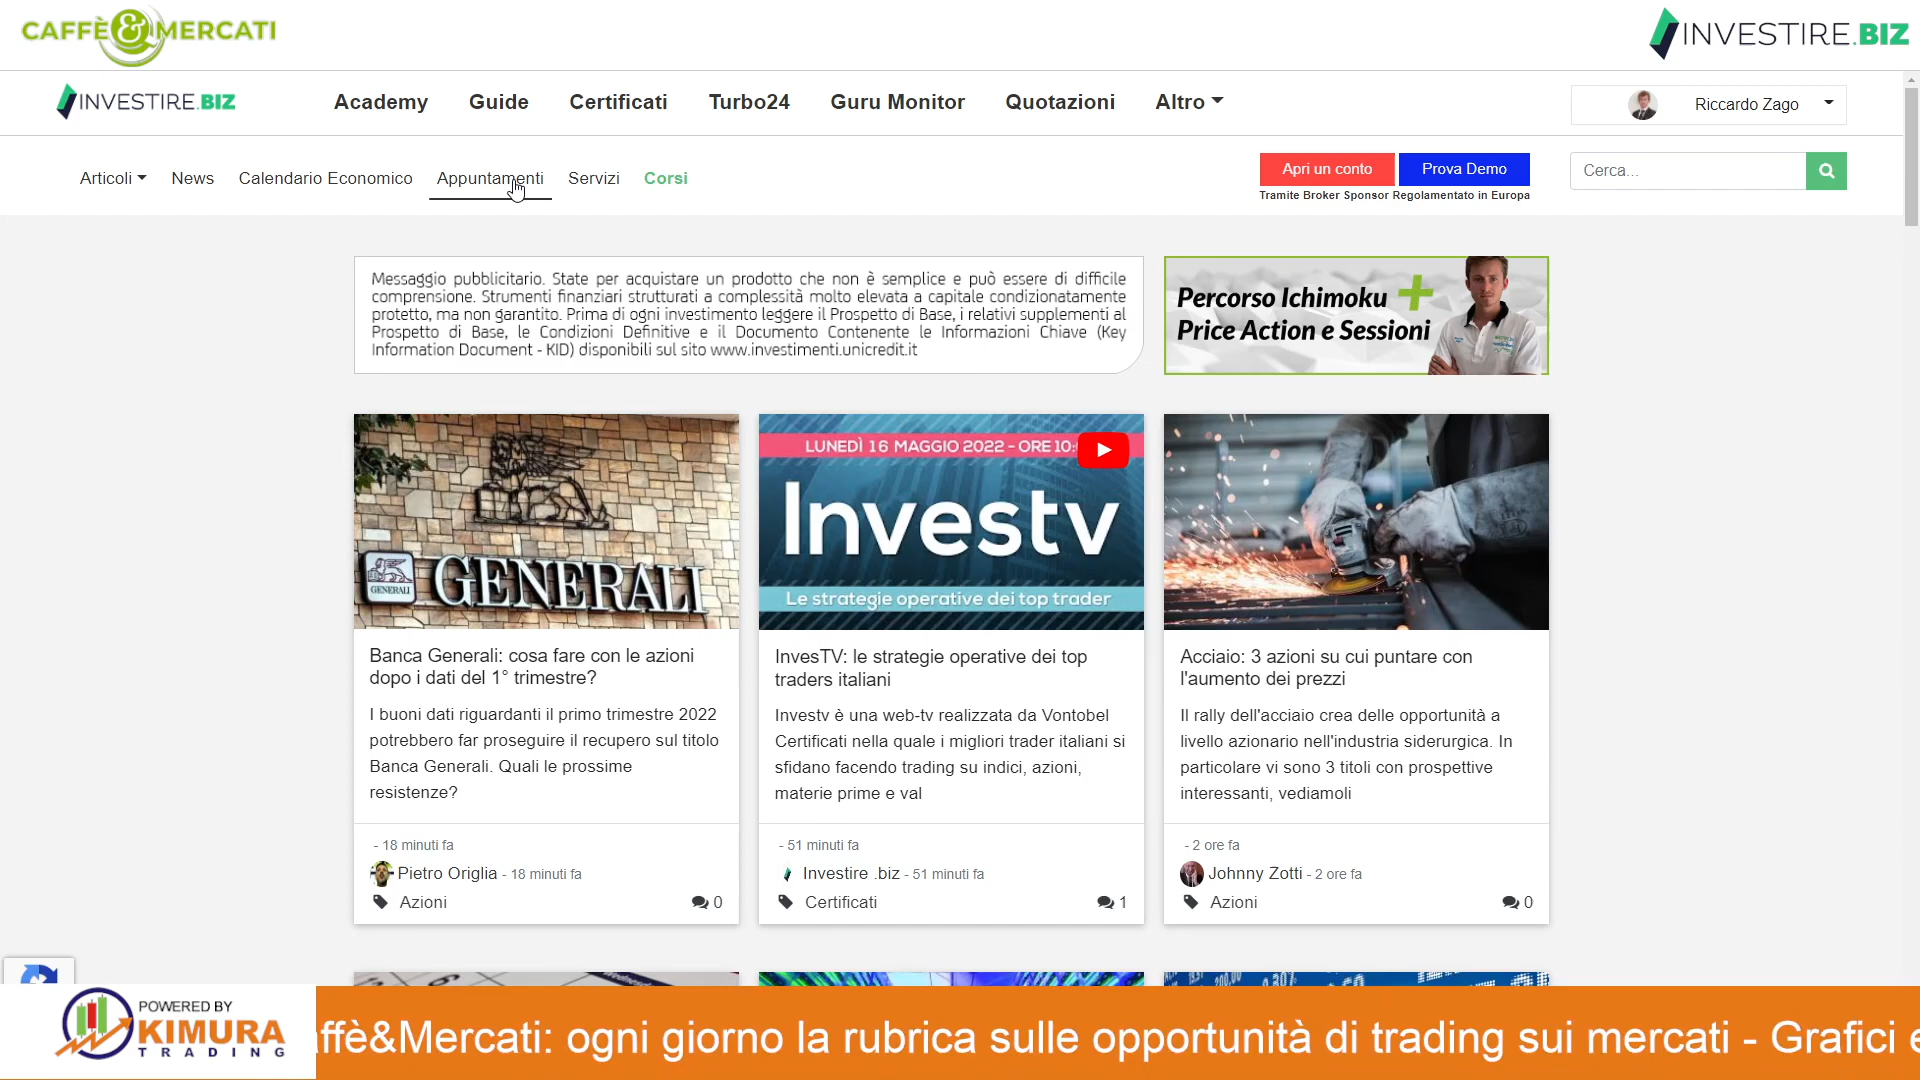 CAFFÈ&MERCATI
INVESTIRE.BIZ
INVESTIRE.BIZ
Academy
Guide
Certificati
Turbo24
Guru Monitor
Quotazioni
Altro
Riccardo Zago
Articoli
News
Calendario Economico
Appuntamenti
Servizi
Corsi
Apri un conto
Prova Demo
Tramite Broker Sponsor Regolamentato in Europa
Cerca...
Messaggio pubblicitario. State per acquistare un prodotto che non è semplice e può essere di difficile
comprensione. Strumenti finanziari strutturati a complessità molto elevata a capitale condizionatamente
protetto, ma non garantito. Prima di ogni investimento leggere il Prospetto di Base, i relativi supplementi al
Prospetto di Base, le Condizioni Definitive e il Documento Contenente le Informazioni Chiave (Key
Information Document - KID) disponibili sul sito www.investimenti.unicredit.it
Percorso Ichimoku +
Price Action e Sessioni
GENERALI
GENERALI
Banca Generali: cosa fare con le azioni
dopo i dati del 1° trimestre?
I buoni dati riguardanti il primo trimestre 2022
potrebbero far proseguire il recupero sul titolo
Banca Generali. Quali le prossime
resistenze?
- 18 minuti fa
Pietro Origlia - 18 minuti fa
Azioni
0
LUNEDÌ 16 MAGGIO 2022 - ORE 10:
Investv
Le strategie operative dei top trader
InvesTV: le strategie operative dei top
traders italiani
Investv è una web-tv realizzata da Vontobel
Certificati nella quale i migliori trader italiani si
sfidano facendo trading su indici, azioni,
materie prime e val
- 51 minuti fa
Investire .biz - 51 minuti fa
Certificati
1
Acciaio: 3 azioni su cui puntare con
l'aumento dei prezzi
Il rally dell'acciaio crea delle opportunità a
livello azionario nell'industria siderurgica. In
particolare vi sono 3 titoli con prospettive
interessanti, vediamoli
- 2 ore fa
Johnny Zotti - 2 ore fa
Azioni
0
POWERED BY
KIMURA
TRADING
ffè&Mercati: ogni giorno la rubrica sulle opportunità di trading sui mercati - Grafici e